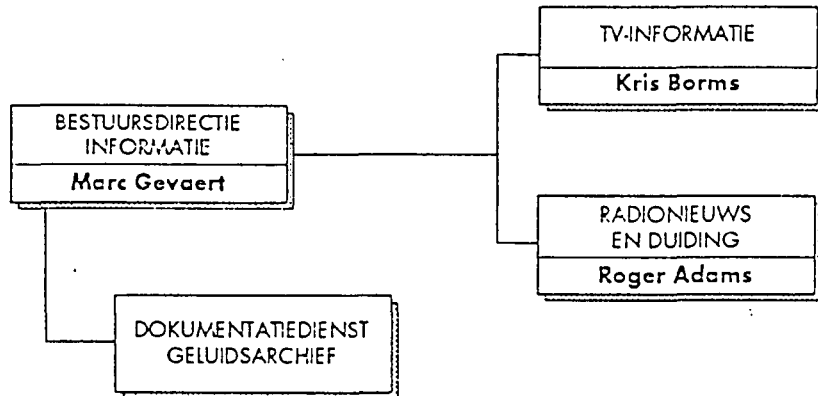 TV-INFORMATIE
Kris Borms
BESTUURSDIRECTIE
INFORMATIE
Marc Gevaert
RADIONIEUWS
EN DUIDING
Roger Adams
DOKUMENTATIEDIENST
GELUIDSARCHIEF